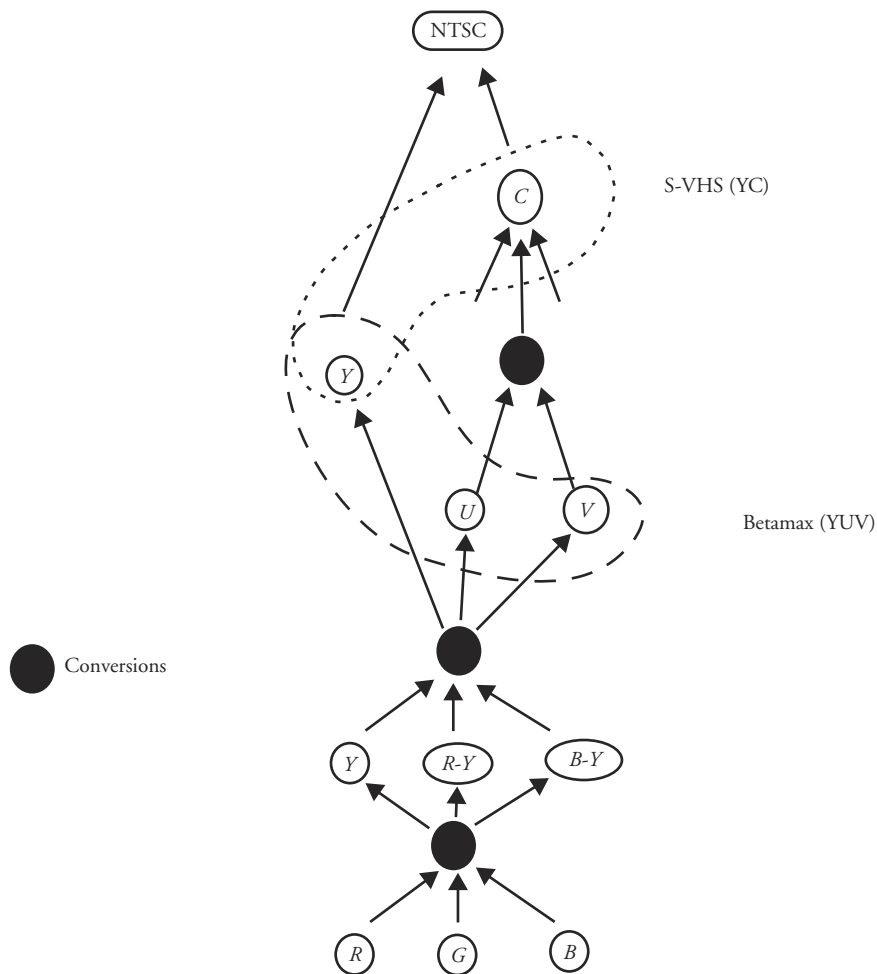 NTSC
C
S-VHS (YC)
Y
U
V
Betamax (YUV)
Conversions
Y
R-Y
B-Y
R
G
B